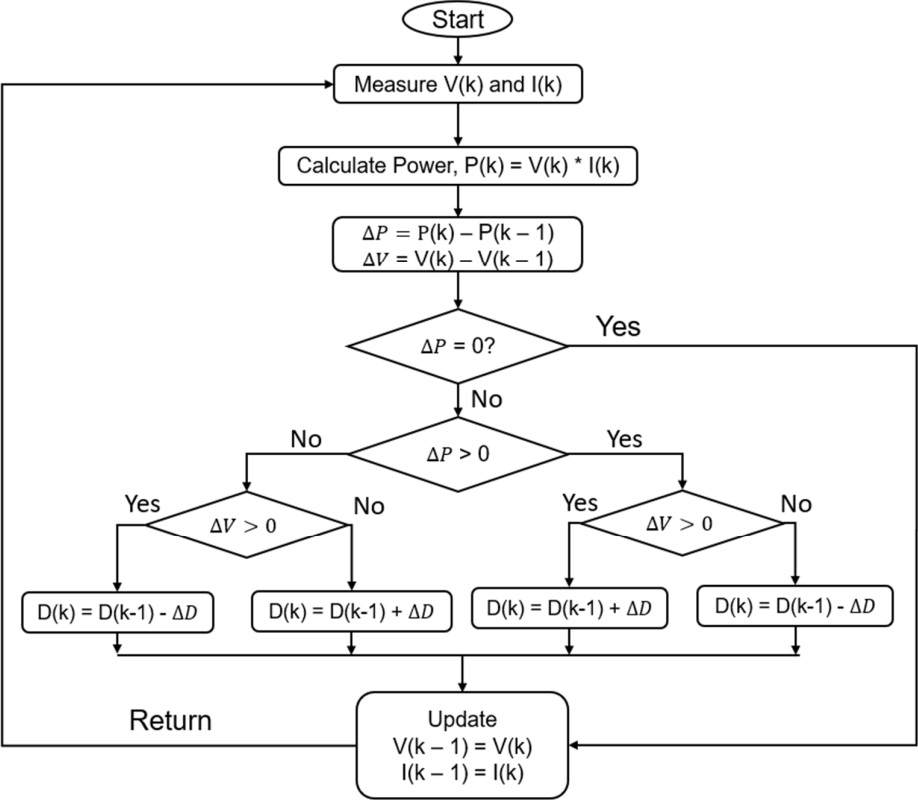 Start
Measure V(k) and I(k)
Calculate Power, P(k) = V(k) * I(k)
ΔP = P(k) – P(k – 1)
ΔV = V(k) – V(k – 1)
Yes
ΔP = 0?
No
No
Yes
ΔP > 0
Yes
No
Yes
No
ΔV > 0
ΔV > 0
D(k) = D(k-1) - ΔD
D(k) = D(k-1) + ΔD
D(k) = D(k-1) + ΔD
D(k) = D(k-1) - ΔD
Return
Update
V(k – 1) = V(k)
I(k – 1) = I(k)